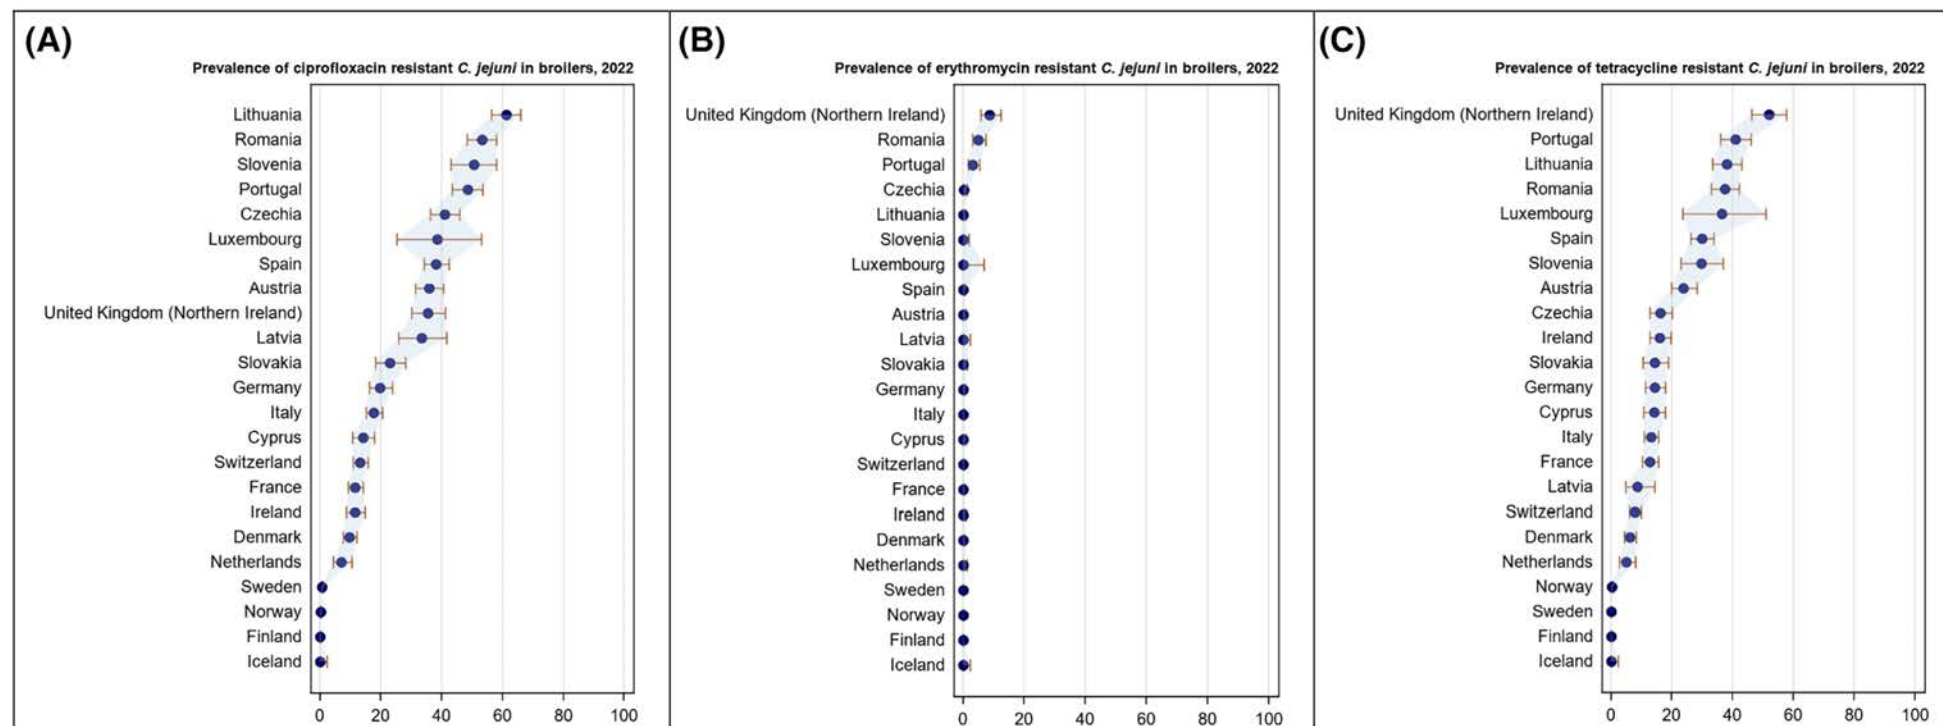 (A)
Prevalence of ciprofloxacin resistant C. jejuni in broilers, 2022
Lithuania
Romania
Slovenia
Portugal
Czechia
Luxembourg
Spain
Austria
United Kingdom (Northern Ireland)
Latvia
Slovakia
Germany
Italy
Cyprus
Switzerland
France
Ireland
Denmark
Netherlands
Sweden
Norway
Finland
Iceland
0 20 40 60 80 100
(B)
Prevalence of erythromycin resistant C. jejuni in broilers, 2022
United Kingdom (Northern Ireland)
Romania
Portugal
Czechia
Lithuania
Slovenia
Luxembourg
Spain
Austria
Latvia
Slovakia
Germany
Italy
Cyprus
Switzerland
France
Ireland
Denmark
Netherlands
Sweden
Norway
Finland
Iceland
0 20 40 60 80 100
(C)
Prevalence of tetracycline resistant C. jejuni in broilers, 2022
United Kingdom (Northern Ireland)
Portugal
Lithuania
Romania
Luxembourg
Spain
Slovenia
Austria
Czechia
Ireland
Slovakia
Germany
Cyprus
Italy
France
Latvia
Switzerland
Denmark
Netherlands
Norway
Sweden
Finland
Iceland
0 20 40 60 80 100